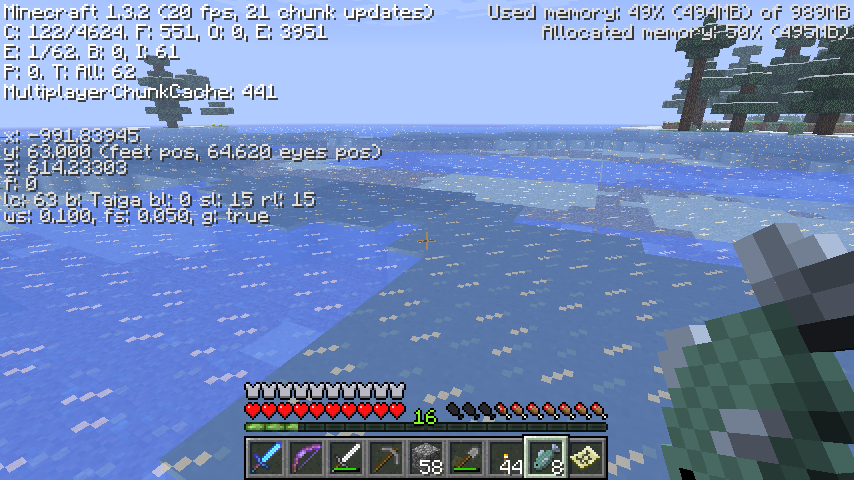 Minecraft 1.3.2 (20 fps, 21 chunk updates)
C: 122/4624, F: 551, O: 0, E: 3951
E: 1/62. B: 0, I: 61
P: 0. T: All: 62
MultiplayerChunkCache: 441
Used memory: 49% (494MB) of 989MB
Allocated memory: 50% (495MB)
x: -991.83945
y: 63.000 (feet pos, 64.620 eyes pos)
z: 614.23303
f: 0
lc: 63 b: Taiga bl: 0 sl: 15 rl: 15
ws: 0.100, fs: 0.050, g: true
16
58
44
8